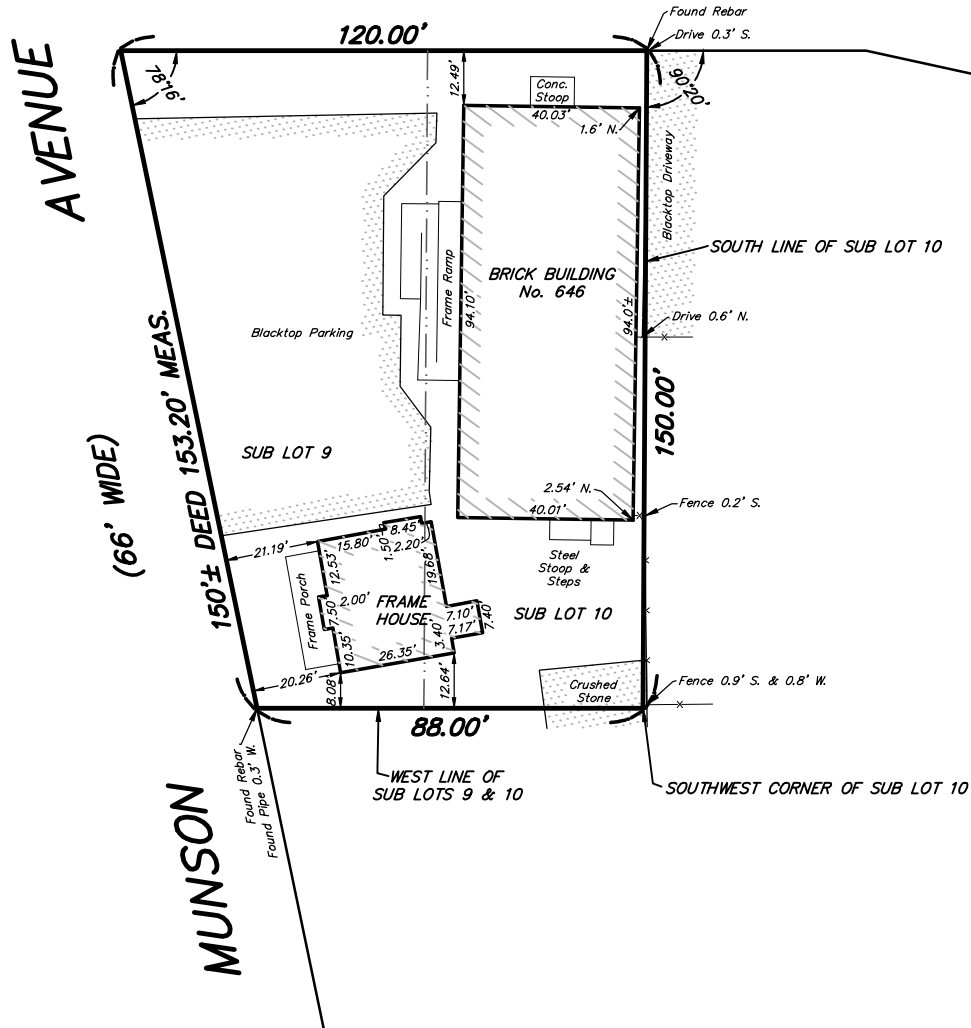 Found Rebar
Drive 0.3' S.
120.00'
AVENUE
78°16'
90°20'
12.49'
Conc.
Stoop
40.03'
1.6' N.
Blacktop Driveway
SOUTH LINE OF SUB LOT 10
BRICK BUILDING
No. 646
Frame Ramp
94.10'
94.0'±
Drive 0.6' N.
Blacktop Parking
150'± DEED 153.20' MEAS.
150.00'
(66' WIDE)
SUB LOT 9
2.54' N.
40.01'
Fence 0.2' S.
21.19'
15.80'
1.50'
8.45'
2.20'
Steel
Stoop &
Steps
12.53'
19.68'
Frame Porch
7.50'
2.00'
FRAME
HOUSE
7.10'
7.17'
7.40'
SUB LOT 10
3.40'
10.35'
26.35'
20.26'
8.08'
12.64'
Crushed
Stone
Fence 0.9' S. & 0.8' W.
88.00'
Found Rebar
Found Pipe 0.3' W.
WEST LINE OF
SUB LOTS 9 & 10
SOUTHWEST CORNER OF SUB LOT 10
MUNSON